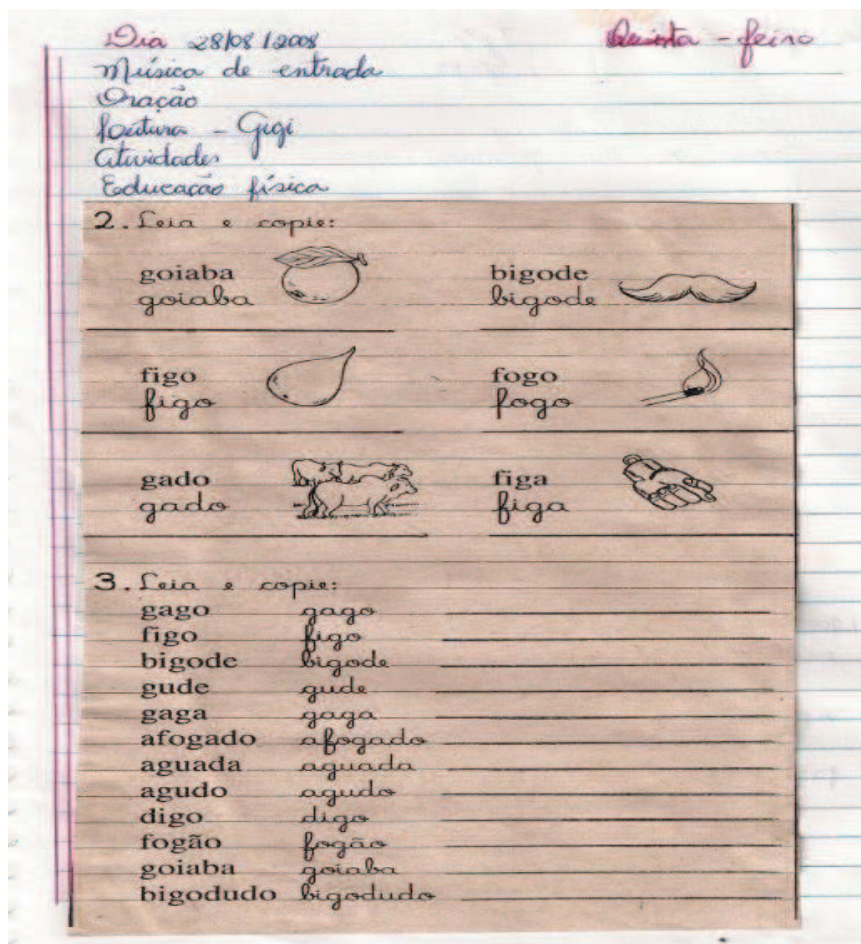 Dia 28/08/2008 Quinta-feira
Música de entrada
Oração
Leitura - Gigi
Atividades
Educação física
2. Leia e copie:
goiaba bigode
goiaba bigode
figo fogo
figo fogo
gado figa
gado figa
3. Leia e copie:
gago gago
figo figo
bigode bigode
gude gude
gaga gaga
afogado afogado
aguada aguada
agudo agudo
digo digo
fogão fogão
goiaba goiaba
bigodudo bigodudo